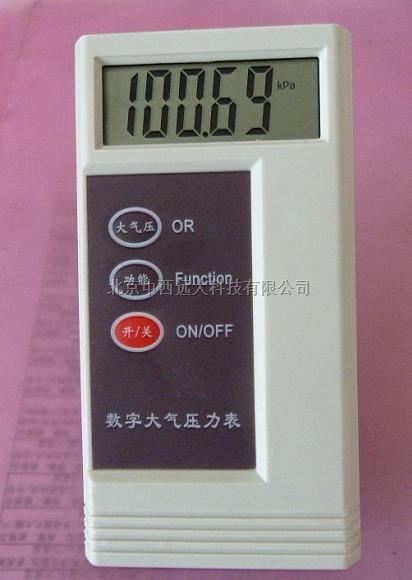 100.69 kPa
大气压 OR
功能 Function
北京中西远大科技有限公司
开/关 ON/OFF
数字大气压力表